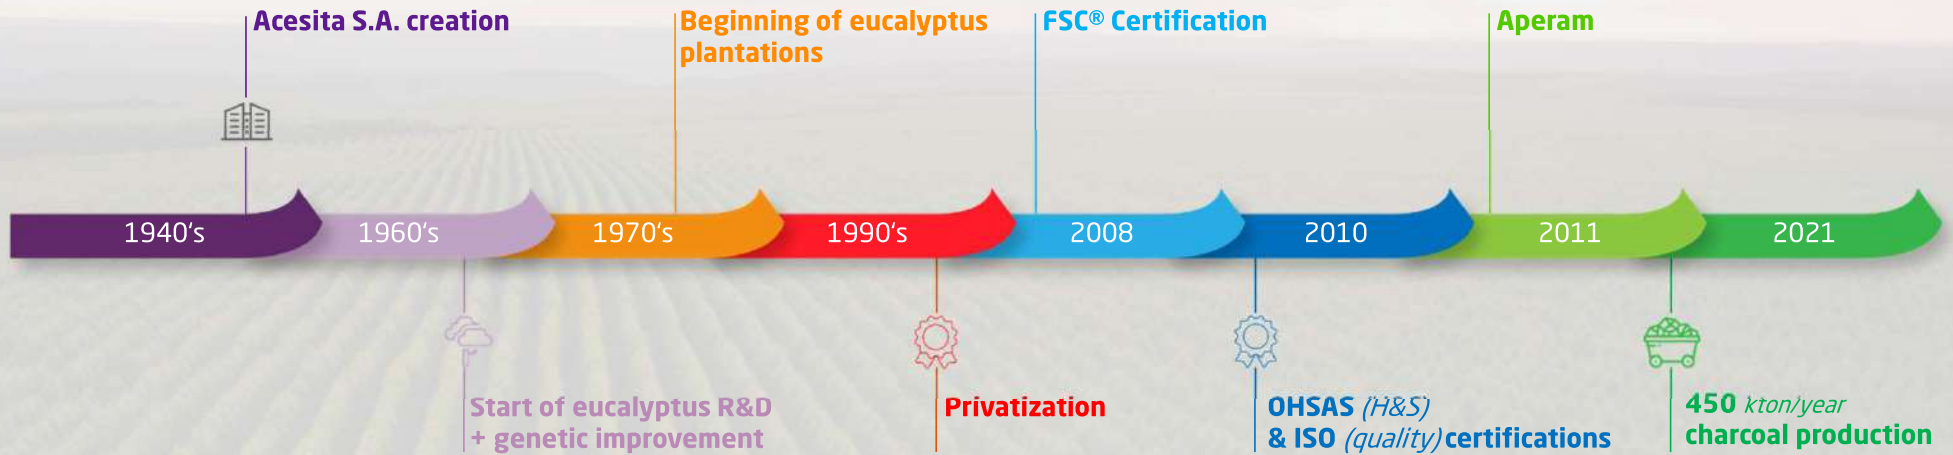 Acesita S.A. creation
Beginning of eucalyptus
plantations
FSC® Certification
Aperam
1940's
1960's
1970's
1990's
2008
2010
2011
2021
Start of eucalyptus R&D
+ genetic improvement
Privatization
OHSAS (H&S)
& ISO (quality) certifications
450 kton/year
charcoal production